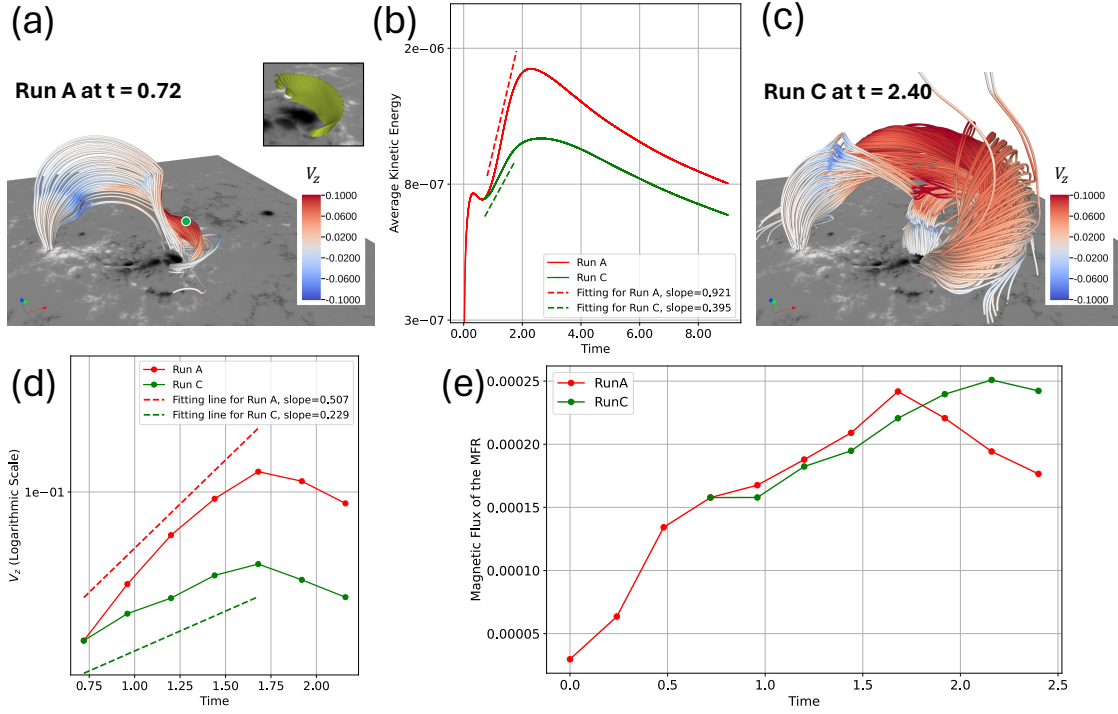 (a)
Run A at t = 0.72
V_z
0.1000
0.0600
0.0200
-0.0200
-0.0600
-0.1000
(b)
Average Kinetic Energy
2e−06
8e−07
3e−07
Run A
Run C
Fitting for Run A, slope=0.921
Fitting for Run C, slope=0.395
0.00 2.00 4.00 6.00 8.00
Time
(c)
Run C at t = 2.40
V_z
0.1000
0.0600
0.0200
-0.0200
-0.0600
-0.1000
(d)
V_z (Logarithmic Scale)
1e−01
Run A
Run C
Fitting line for Run A, slope=0.507
Fitting line for Run C, slope=0.229
0.75 1.00 1.25 1.50 1.75 2.00
Time
(e)
Magnetic Flux of the MFR
0.00025
0.00020
0.00015
0.00010
0.00005
RunA
RunC
0.0 0.5 1.0 1.5 2.0 2.5
Time